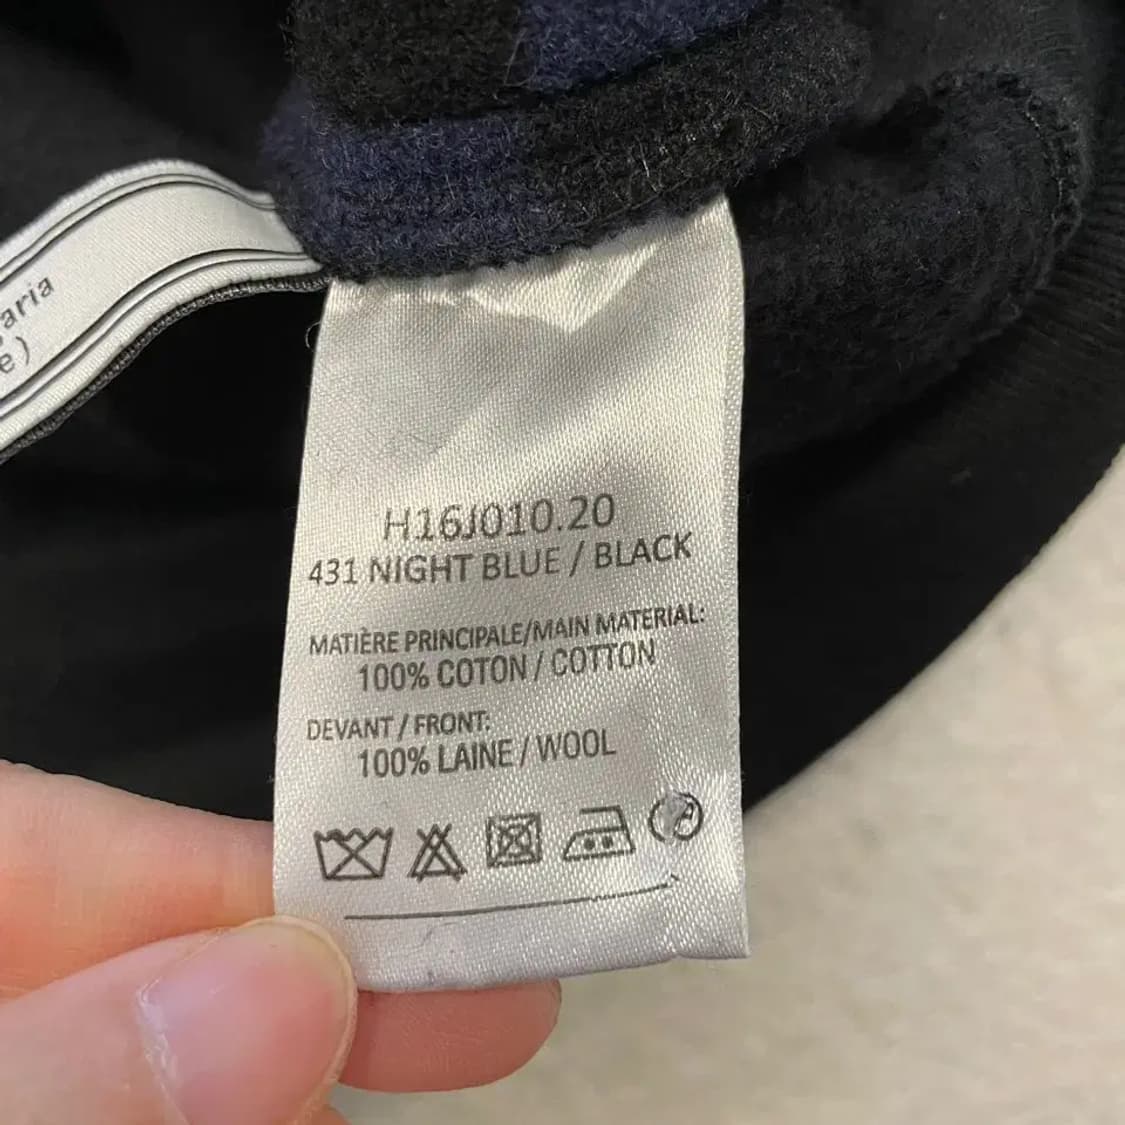 aria
e)
H16J010.20
431 NIGHT BLUE / BLACK
MATIÈRE PRINCIPALE/MAIN MATERIAL:
100% COTON / COTTON
DEVANT / FRONT:
100% LAINE / WOOL
P